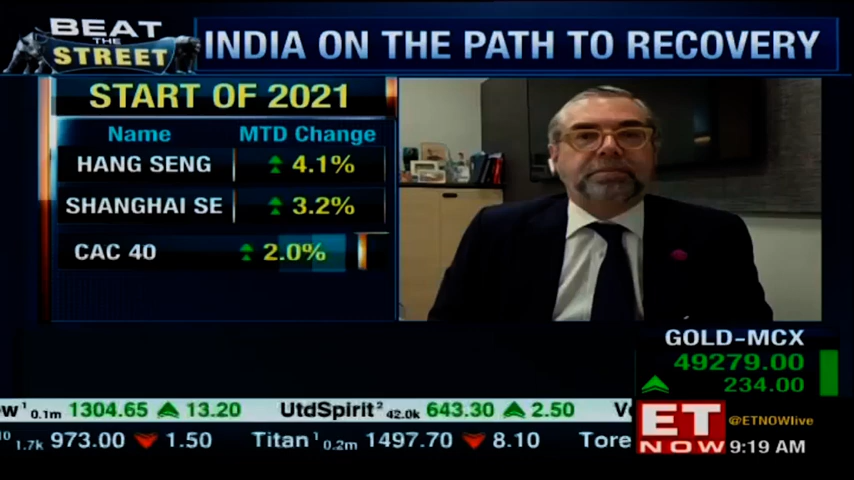 BEAT THE STREET
INDIA ON THE PATH TO RECOVERY
START OF 2021
Name MTD Change
HANG SENG 4.1%
SHANGHAI SE 3.2%
CAC 40 2.0%
GOLD-MCX
49279.00
234.00
0.1m 1304.65 13.20 UtdSpirit² 42.0k 643.30 2.50
1.7k 973.00 1.50 Titan¹ 0.2m 1497.70 8.10 Tore
ET NOW
@ETNOWlive
9:19 AM